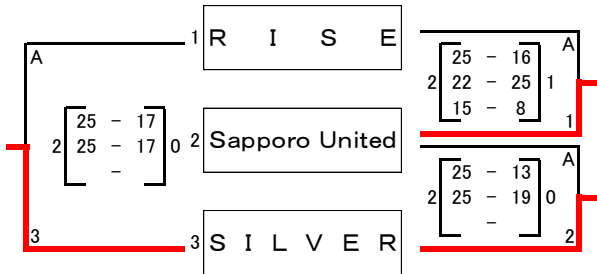 1 R I S E
A
A
25 - 16
2 22 - 25 1
15 - 8
1
25 - 17
2 25 - 17 0
-
2 Sapporo United
A
25 - 13
2 25 - 19 0
-
3
3 S I L V E R
2